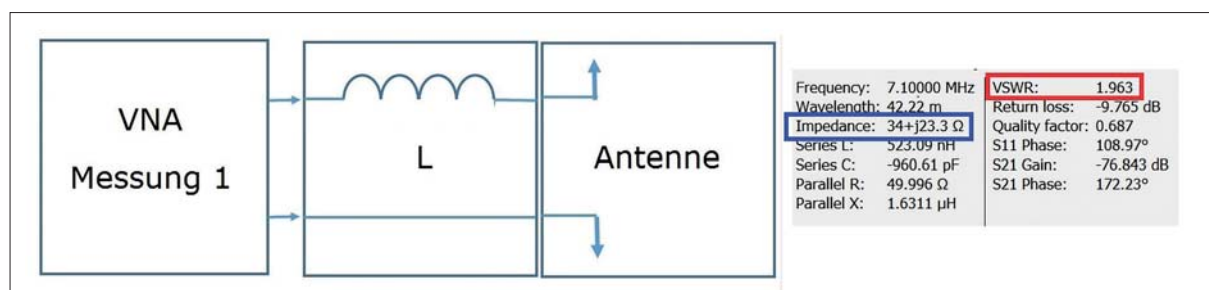 VNA
Messung 1
L
Antenne
Frequency: 7.10000 MHz
Wavelength: 42.22 m
Impedance: 34+j23.3 Ω
Series L: 523.09 nH
Series C: -960.61 pF
Parallel R: 49.996 Ω
Parallel X: 1.6311 µH
VSWR: 1.963
Return loss: -9.765 dB
Quality factor: 0.687
S11 Phase: 108.97°
S21 Gain: -76.843 dB
S21 Phase: 172.23°